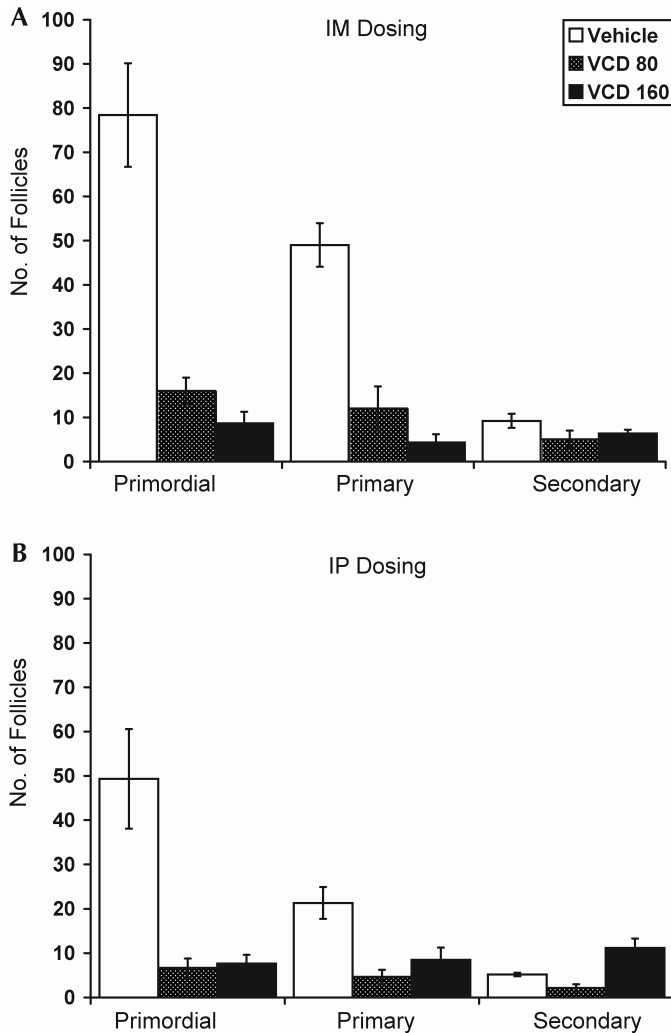 A
IM Dosing
Vehicle
VCD 80
VCD 160
No. of Follicles
100
90
80
70
60
50
40
30
20
10
0
Primordial Primary Secondary
B
IP Dosing
No. of Follicles
100
90
80
70
60
50
40
30
20
10
0
Primordial Primary Secondary